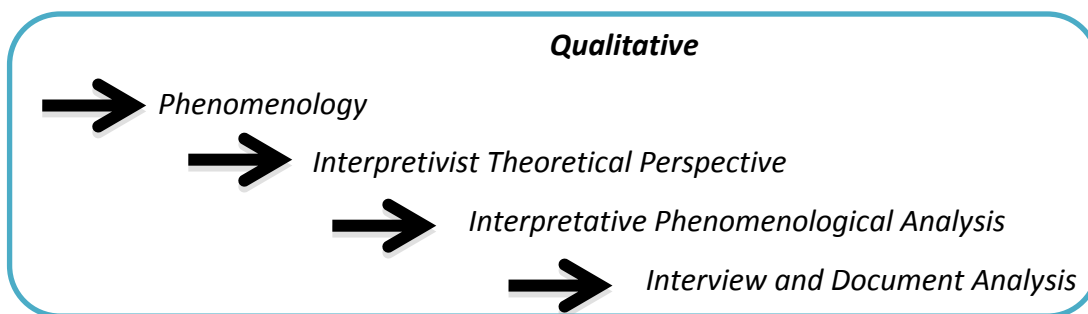 Qualitative
Phenomenology
Interpretivist Theoretical Perspective
Interpretative Phenomenological Analysis
Interview and Document Analysis